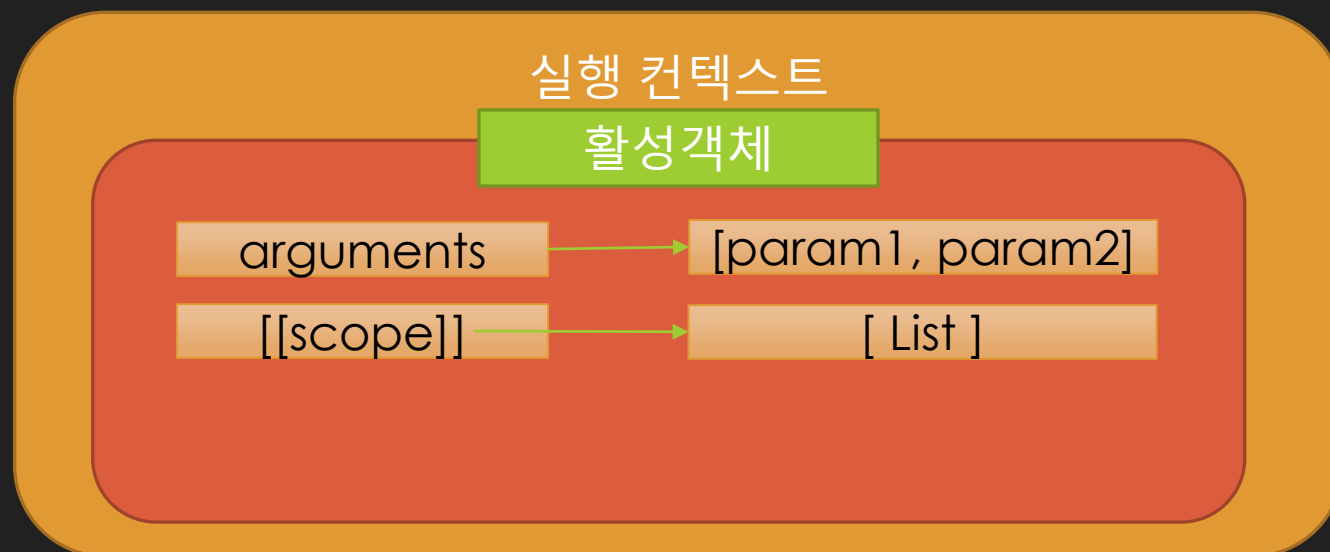 실행 컨텍스트
활성객체
arguments
[param1, param2]
[[scope]]
[ List ]